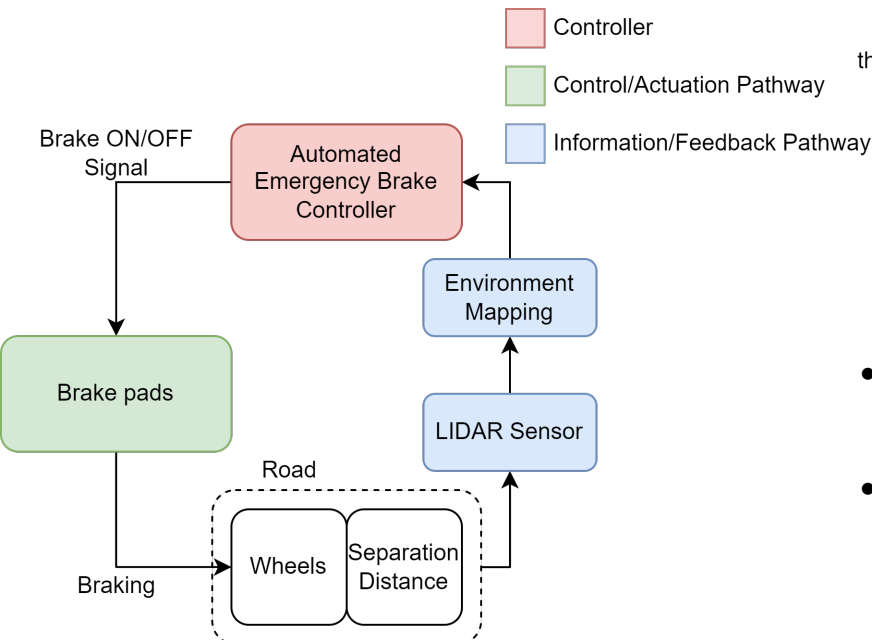 Controller
th
Control/Actuation Pathway
Information/Feedback Pathway
Brake ON/OFF
Signal
Automated
Emergency Brake
Controller
Environment
Mapping
Brake pads
LIDAR Sensor
Road
Wheels
Separation
Distance
Braking